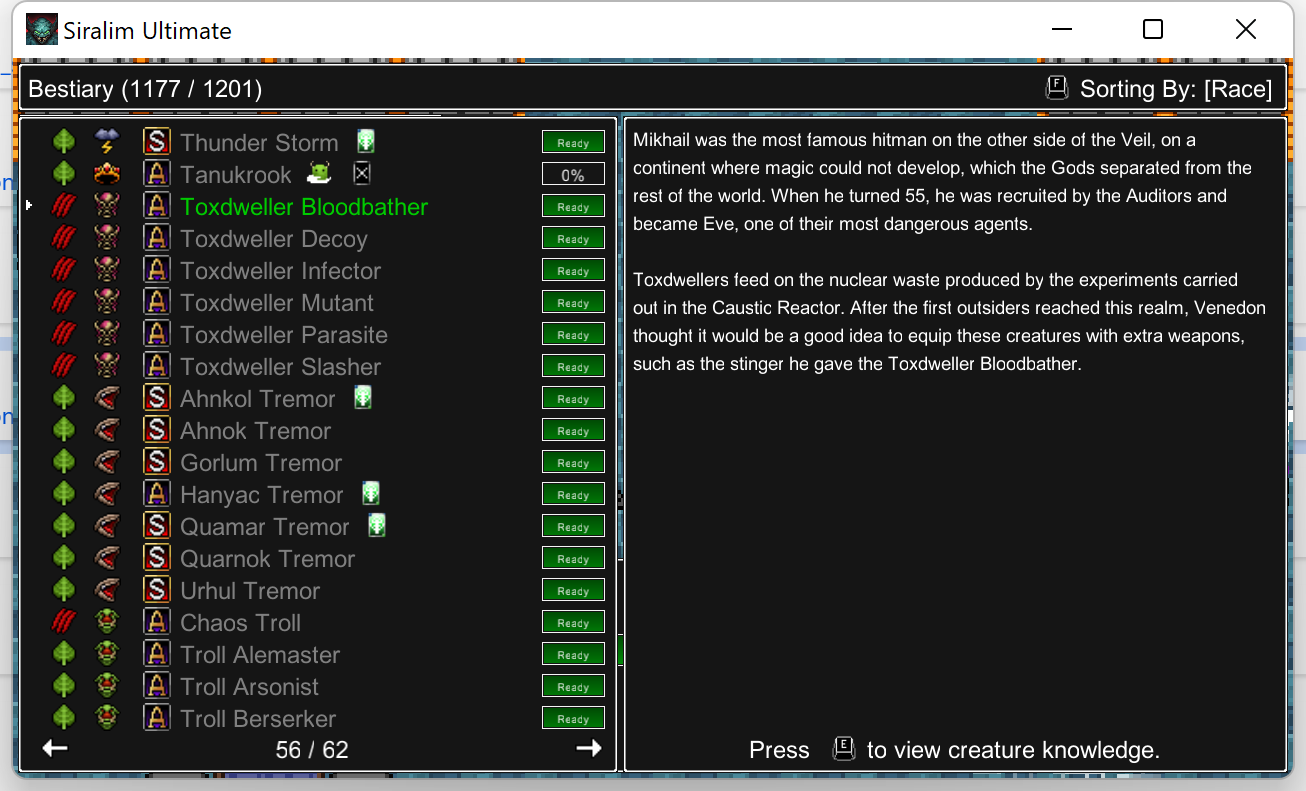 Siralim Ultimate
Bestiary (1177 / 1201)
F Sorting By: [Race]
S Thunder Storm Ready
A Tanukrook 0%
A Toxdweller Bloodbather Ready
A Toxdweller Decoy Ready
A Toxdweller Infector Ready
A Toxdweller Mutant Ready
A Toxdweller Parasite Ready
A Toxdweller Slasher Ready
S Ahnkol Tremor Ready
S Ahnok Tremor Ready
S Gorlum Tremor Ready
A Hanyac Tremor Ready
S Quamar Tremor Ready
S Quarnok Tremor Ready
S Urhul Tremor Ready
A Chaos Troll Ready
A Troll Alemaster Ready
A Troll Arsonist Ready
A Troll Berserker Ready
56 / 62
Mikhail was the most famous hitman on the other side of the Veil, on a
continent where magic could not develop, which the Gods separated from the
rest of the world. When he turned 55, he was recruited by the Auditors and
became Eve, one of their most dangerous agents.
Toxdwellers feed on the nuclear waste produced by the experiments carried
out in the Caustic Reactor. After the first outsiders reached this realm, Venedon
thought it would be a good idea to equip these creatures with extra weapons,
such as the stinger he gave the Toxdweller Bloodbather.
Press E to view creature knowledge.